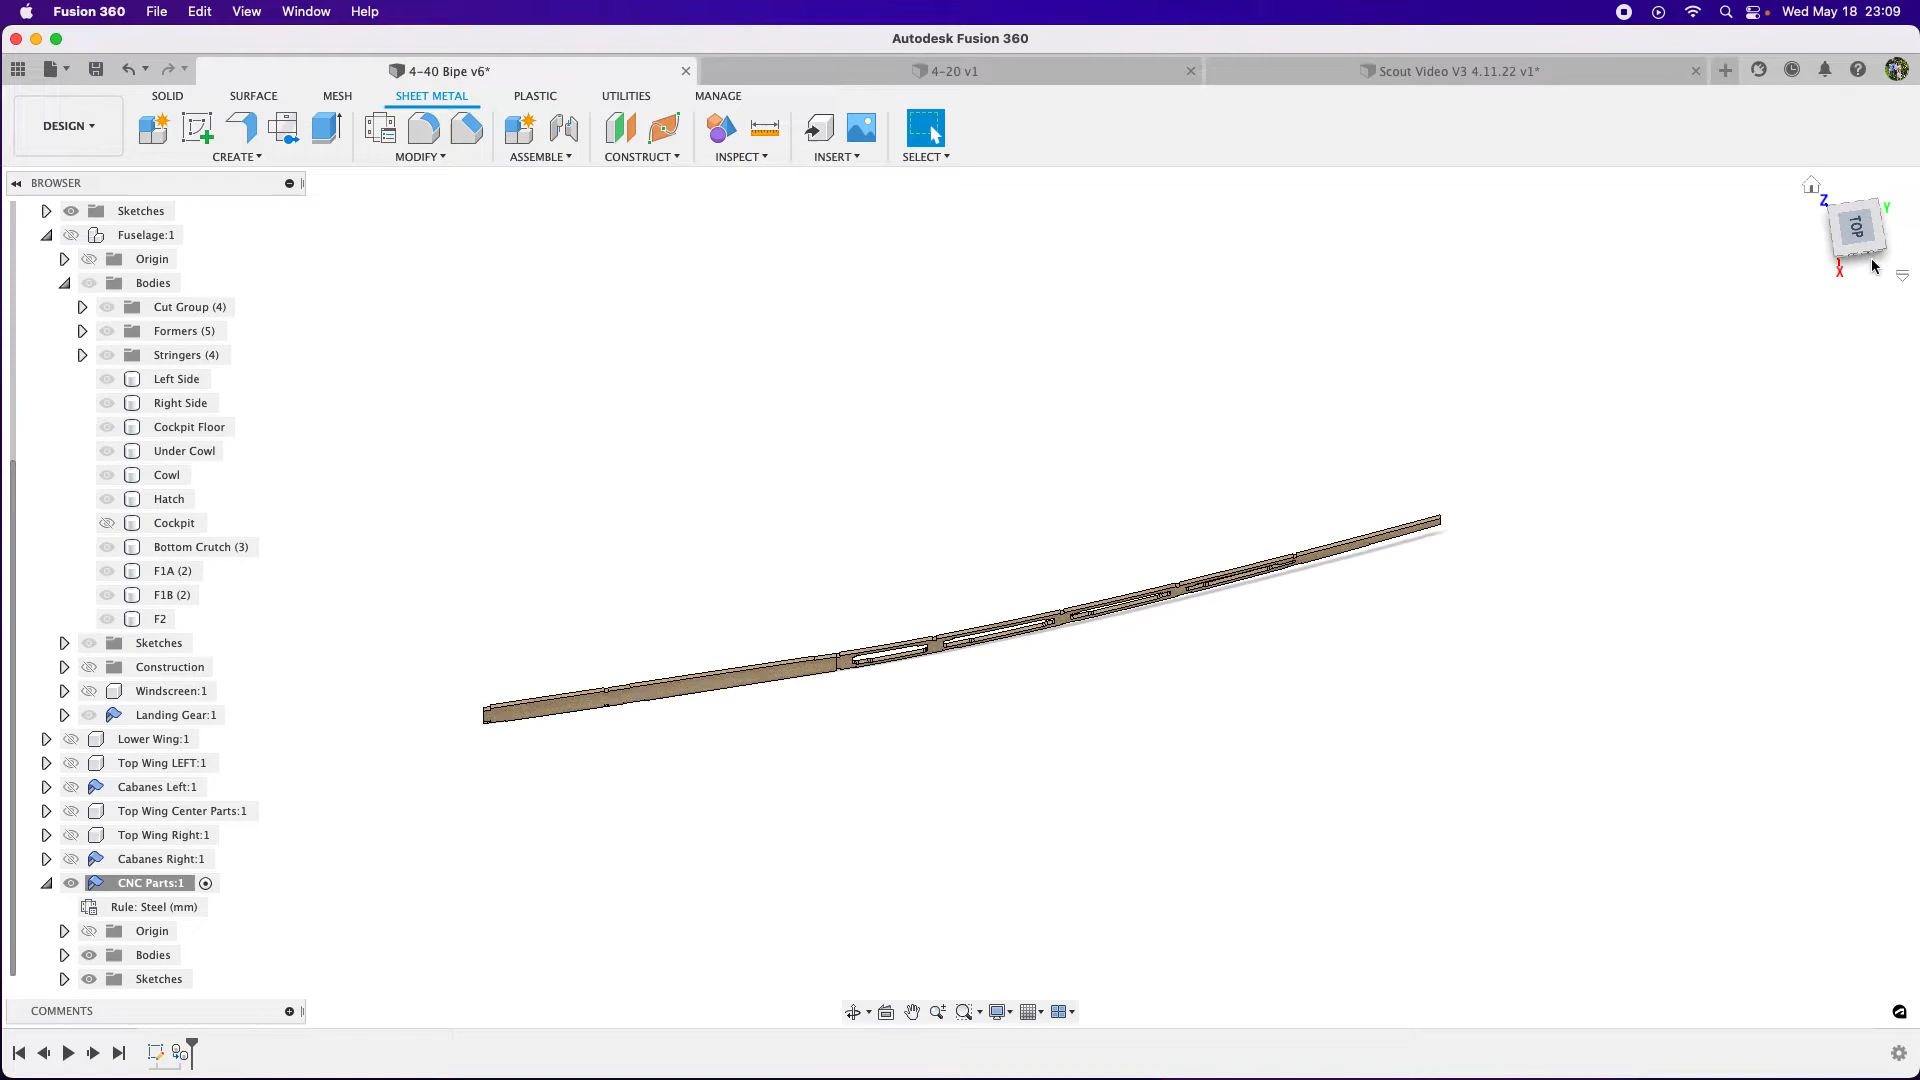 Fusion 360 File Edit View Window Help Wed May 18 23:09
Autodesk Fusion 360
4-40 Bipe v6* 4-20 v1 Scout Video V3 4.11.22 v1*
SOLID SURFACE MESH SHEET METAL PLASTIC UTILITIES MANAGE
DESIGN
CREATE MODIFY ASSEMBLE CONSTRUCT INSPECT INSERT SELECT
BROWSER
Sketches
Fuselage:1
Origin
Bodies
Cut Group (4)
Formers (5)
Stringers (4)
Left Side
Right Side
Cockpit Floor
Under Cowl
Cowl
Hatch
Cockpit
Bottom Crutch (3)
F1A (2)
F1B (2)
F2
Sketches
Construction
Windscreen:1
Landing Gear:1
Lower Wing:1
Top Wing LEFT:1
Cabanes Left:1
Top Wing Center Parts:1
Top Wing Right:1
Cabanes Right:1
CNC Parts:1
Rule: Steel (mm)
Origin
Bodies
Sketches
COMMENTS
Z
Y
TOP
X